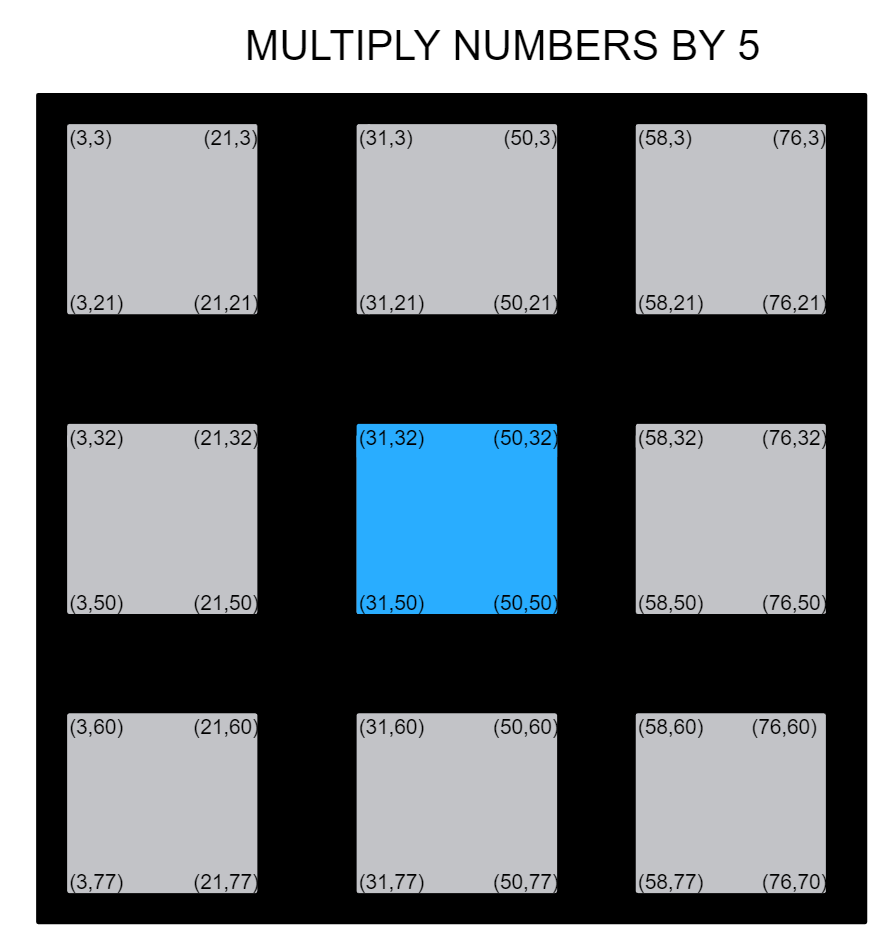 MULTIPLY NUMBERS BY 5
(3,3) (21,3) (31,3) (50,3) (58,3) (76,3)
(3,21) (21,21) (31,21) (50,21) (58,21) (76,21)
(3,32) (21,32) (31,32) (50,32) (58,32) (76,32)
(3,50) (21,50) (31,50) (50,50) (58,50) (76,50)
(3,60) (21,60) (31,60) (50,60) (58,60) (76,60)
(3,77) (21,77) (31,77) (50,77) (58,77) (76,70)